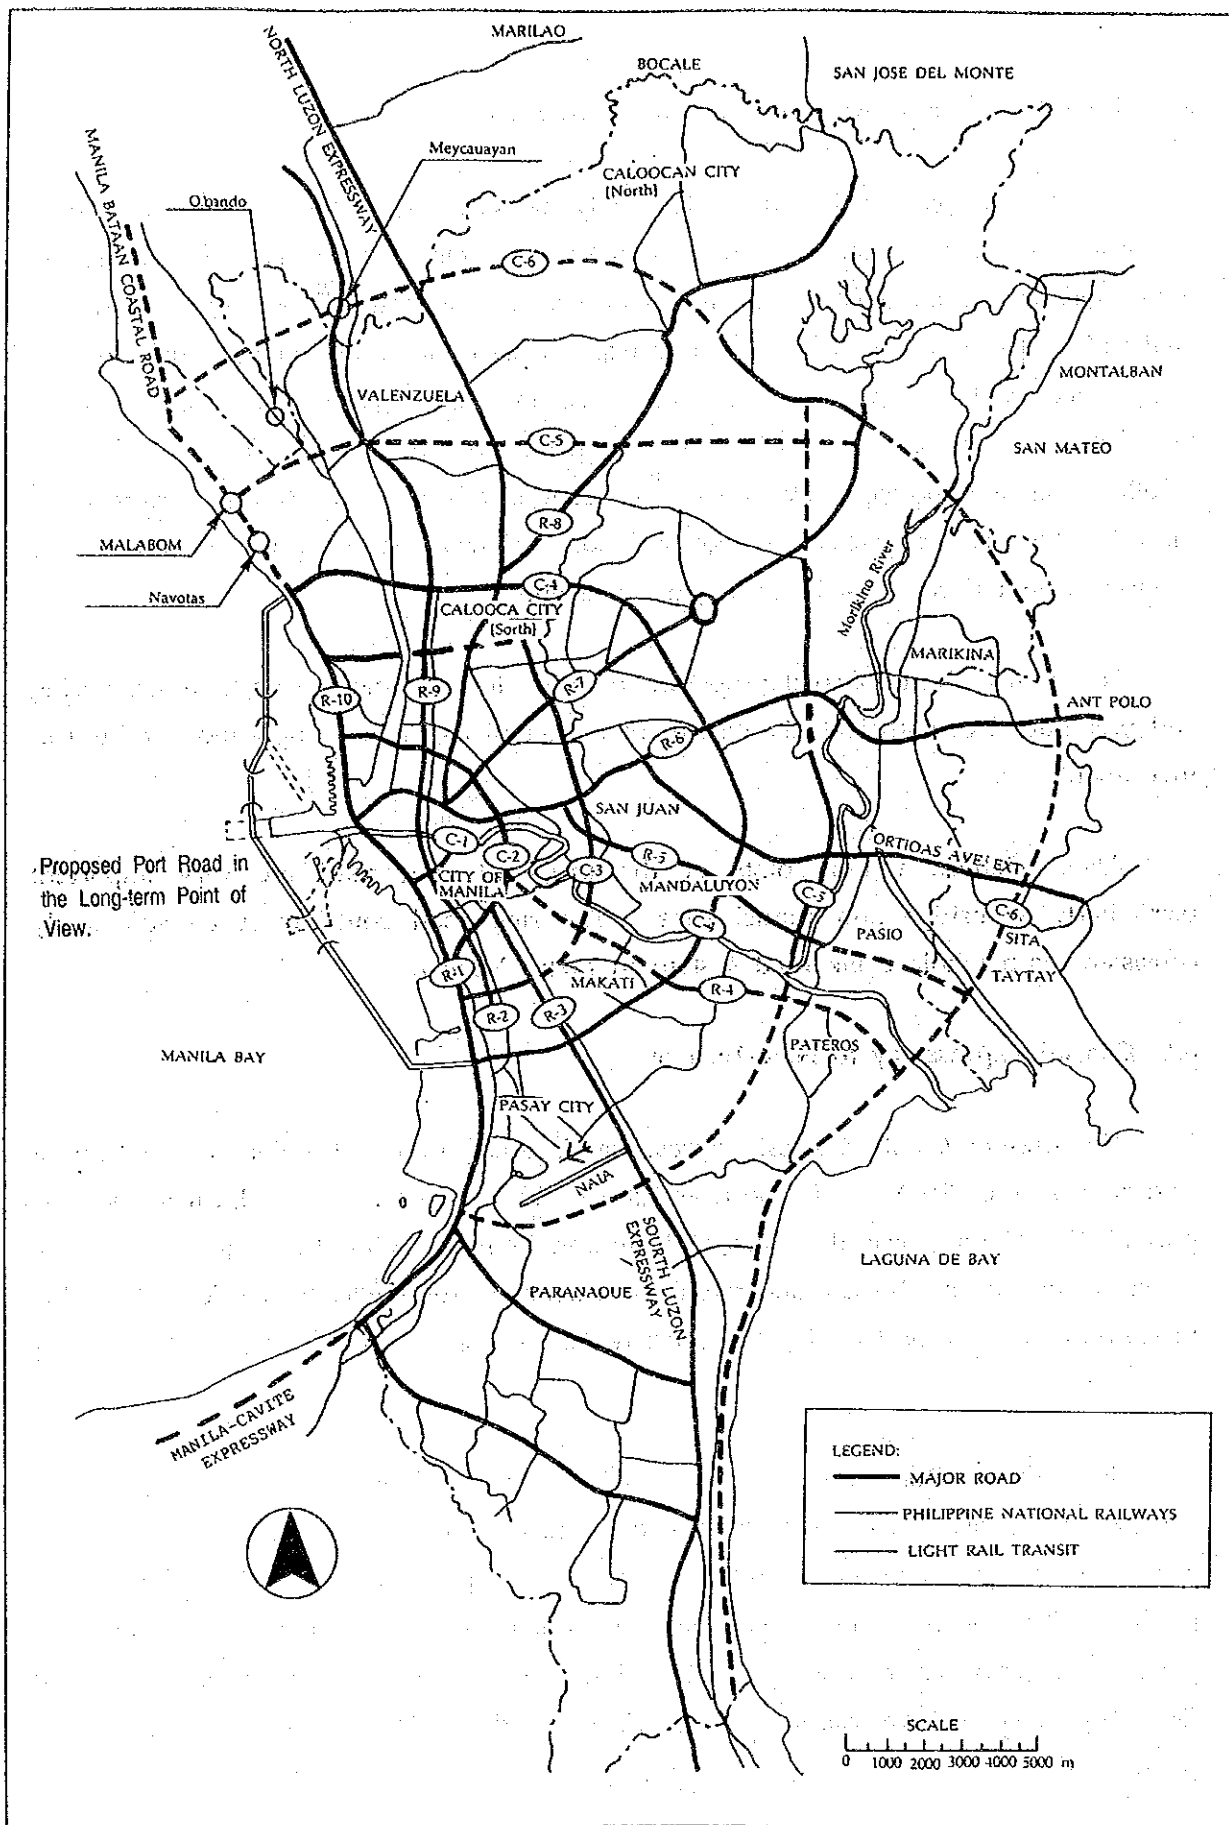 MARILAO
BOCALE
SAN JOSE DEL MONTE
NORTH LUZON EXPRESSWAY
MANILA BATAAN COASTAL ROAD
Meycauayan
Obando
CALOOCAN CITY
(North)
C-6
VALENZUELA
MONTALBAN
C-5
SAN MATEO
R-8
MALABOM
Navotas
C-4
CALOOCA CITY
(Sorth)
Morikino River
MARIKINA
R-10
R-9
R-7
R-6
ANT POLO
SAN JUAN
C-1
C-2
C-3
R-5
ORTIOAS AVE: EXT
CITY OF
MANILA
MANDALUYON
C-5
C-4
C-6
Proposed Port Road in
the Long-term Point of
View.
PASIO
SITA
TAYTAY
R-1
R-2
R-3
MAKATI
R-4
PATEROS
MANILA BAY
PASAY CITY
NAIA
SOURTH LUZON
EXPRESSWAY
LAGUNA DE BAY
PARANAOUE
MANILA-CAVITE
EXPRESSWAY
LEGEND:
MAJOR ROAD
PHILIPPINE NATIONAL RAILWAYS
LIGHT RAIL TRANSIT
SCALE
0 1000 2000 3000 4000 5000 m